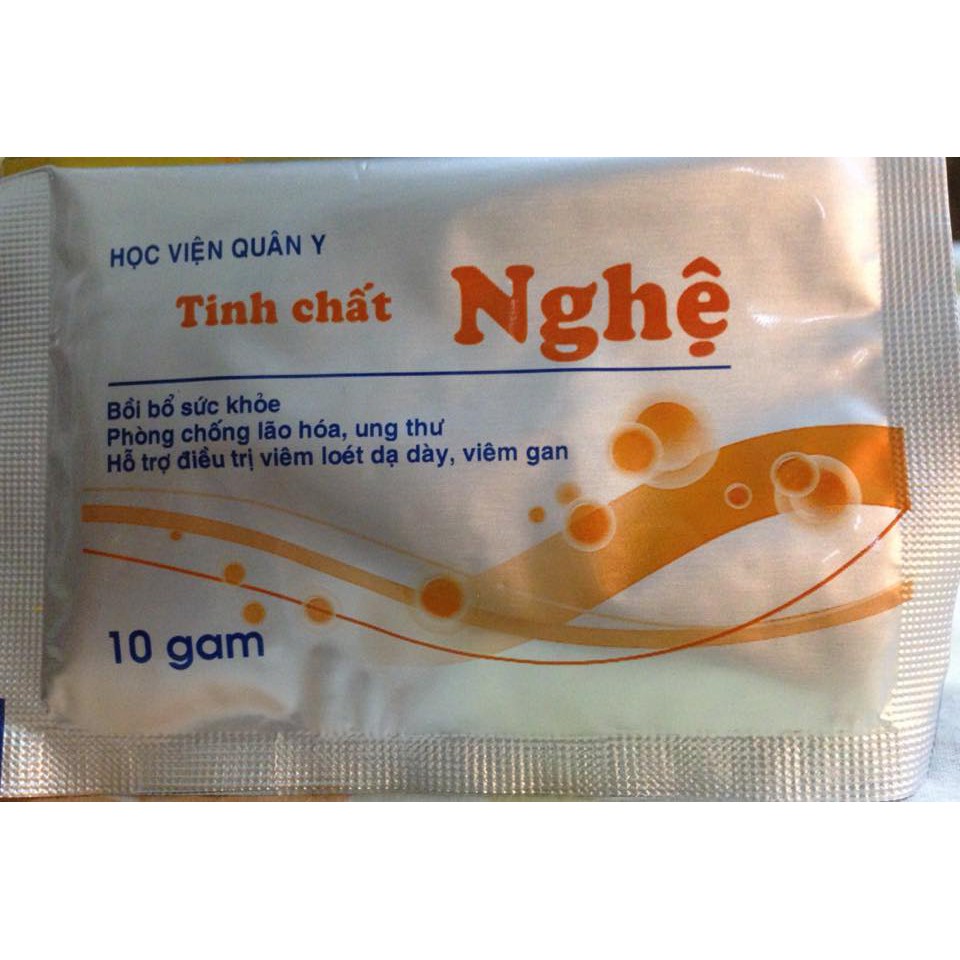 HỌC VIỆN QUÂN Y
Tinh chất Nghệ
Bồi bổ sức khỏe
Phòng chống lão hóa, ung thư
Hỗ trợ điều trị viêm loét dạ dày, viêm gan
10 gam